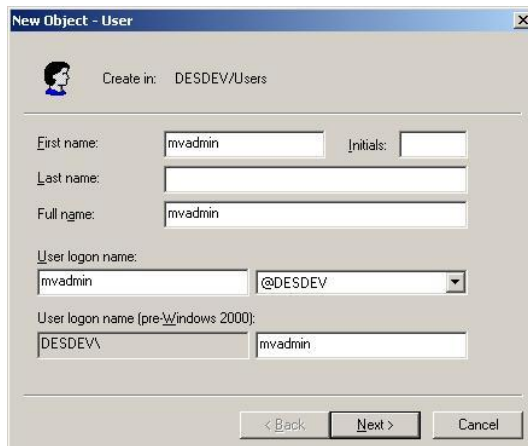 New Object - User
Create in: DESDEV/Users
First name: mvadmin Initials:
Last name:
Full name: mvadmin
User logon name:
mvadmin @DESDEV
User logon name (pre-Windows 2000):
DESDEV\ mvadmin
< Back Next > Cancel